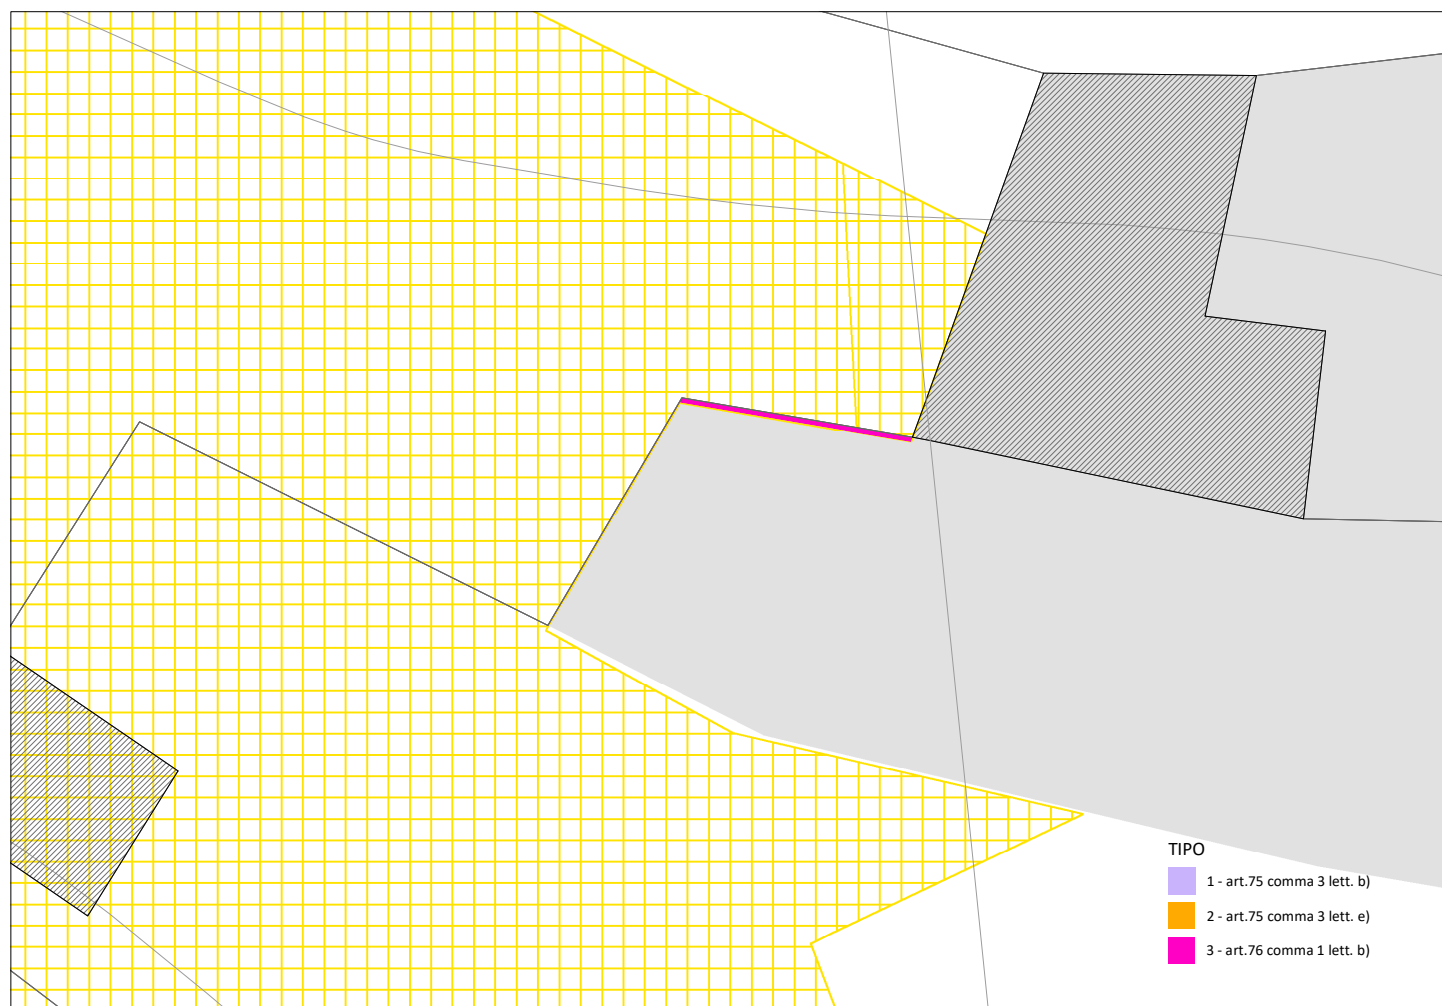 TIPO
1 - art.75 comma 3 lett. b)
2 - art.75 comma 3 lett. e)
3 - art.76 comma 1 lett. b)